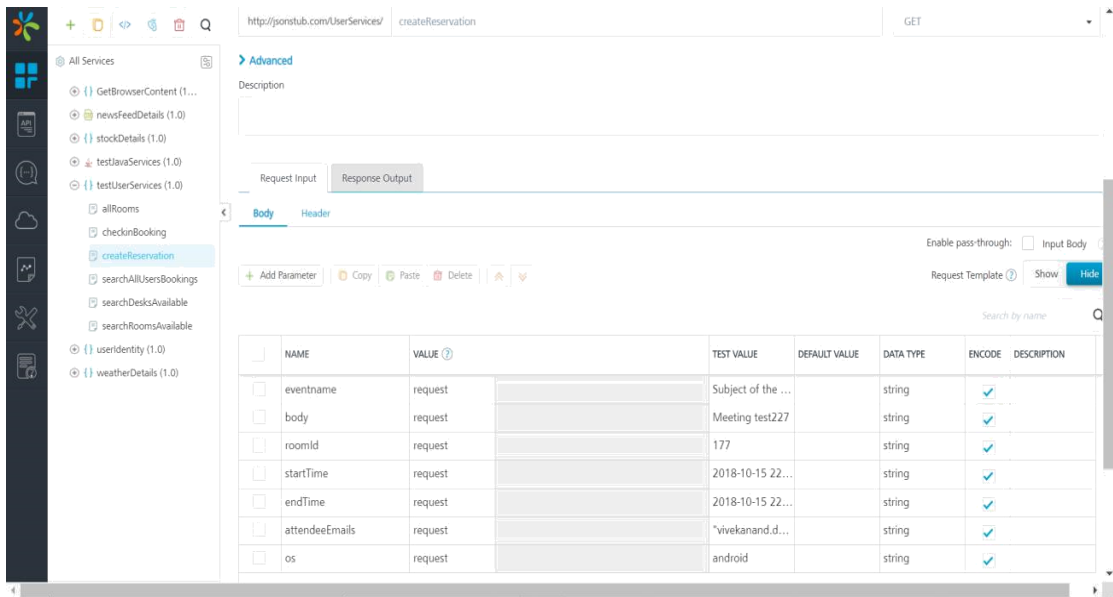 http://jsonstub.com/UserServices/ createReservation GET
All Services
GetBrowserContent (1...
newsFeedDetails (1.0)
stockDetails (1.0)
testJavaServices (1.0)
testUserServices (1.0)
allRooms
checkinBooking
createReservation
searchAllUsersBookings
searchDesksAvailable
searchRoomsAvailable
userIdentity (1.0)
weatherDetails (1.0)
API
Advanced
Description
Request Input Response Output
Body Header
Enable pass-through: Input Body
+ Add Parameter Copy Paste Delete
Request Template ? Show Hide
Search by name
NAME VALUE ? TEST VALUE DEFAULT VALUE DATA TYPE ENCODE DESCRIPTION
eventname request Subject of the ... string
body request Meeting test227 string
roomId request 177 string
startTime request 2018-10-15 22... string
endTime request 2018-10-15 22... string
attendeeEmails request "vivekanand.d... string
os request android string